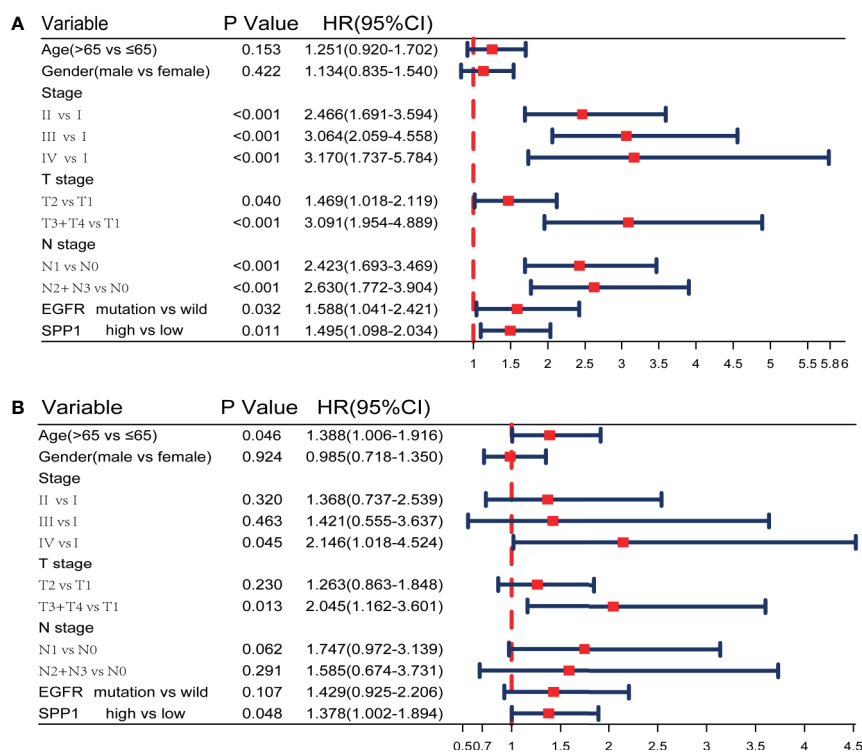 A Variable P Value HR(95%CI)
Age(>65 vs ≤65) 0.153 1.251(0.920-1.702)
Gender(male vs female) 0.422 1.134(0.835-1.540)
Stage
II vs I <0.001 2.466(1.691-3.594)
III vs I <0.001 3.064(2.059-4.558)
IV vs I <0.001 3.170(1.737-5.784)
T stage
T2 vs T1 0.040 1.469(1.018-2.119)
T3+T4 vs T1 <0.001 3.091(1.954-4.889)
N stage
N1 vs N0 <0.001 2.423(1.693-3.469)
N2+ N3 vs N0 <0.001 2.630(1.772-3.904)
EGFR mutation vs wild 0.032 1.588(1.041-2.421)
SPP1 high vs low 0.011 1.495(1.098-2.034)
1 1.5 2 2.5 3 3.5 4 4.5 5 5.5 5.8 6
B Variable P Value HR(95%CI)
Age(>65 vs ≤65) 0.046 1.388(1.006-1.916)
Gender(male vs female) 0.924 0.985(0.718-1.350)
Stage
II vs I 0.320 1.368(0.737-2.539)
III vs I 0.463 1.421(0.555-3.637)
IV vs I 0.045 2.146(1.018-4.524)
T stage
T2 vs T1 0.230 1.263(0.863-1.848)
T3+T4 vs T1 0.013 2.045(1.162-3.601)
N stage
N1 vs N0 0.062 1.747(0.972-3.139)
N2+N3 vs N0 0.291 1.585(0.674-3.731)
EGFR mutation vs wild 0.107 1.429(0.925-2.206)
SPP1 high vs low 0.048 1.378(1.002-1.894)
0.5 0.7 1 1.5 2 2.5 3 3.5 4 4.5